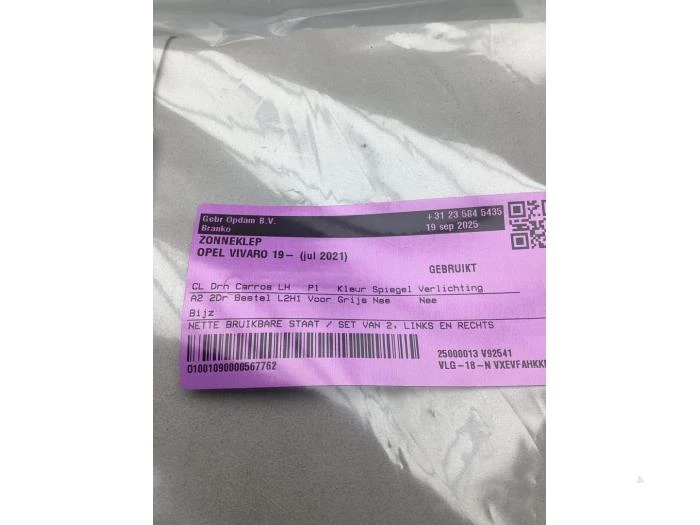 Gebr Opdam B.V. +31 23 584 5435
Branko 19 sep 2025
ZONNEKLEP
OPEL VIVARO 19- (jul 2021)
GEBRUIKT
CL Drh Carros LH P1 Kleur Spiegel Verlichting
A2 2Dr Bestel L2H1 Voor Grijs Nee Nee
Bijz
NETTE BRUIKBARE STAAT / SET VAN 2, LINKS EN RECHTS
25000013 V92541
01001090000567762 VLG-18-N VXEVFAHKK